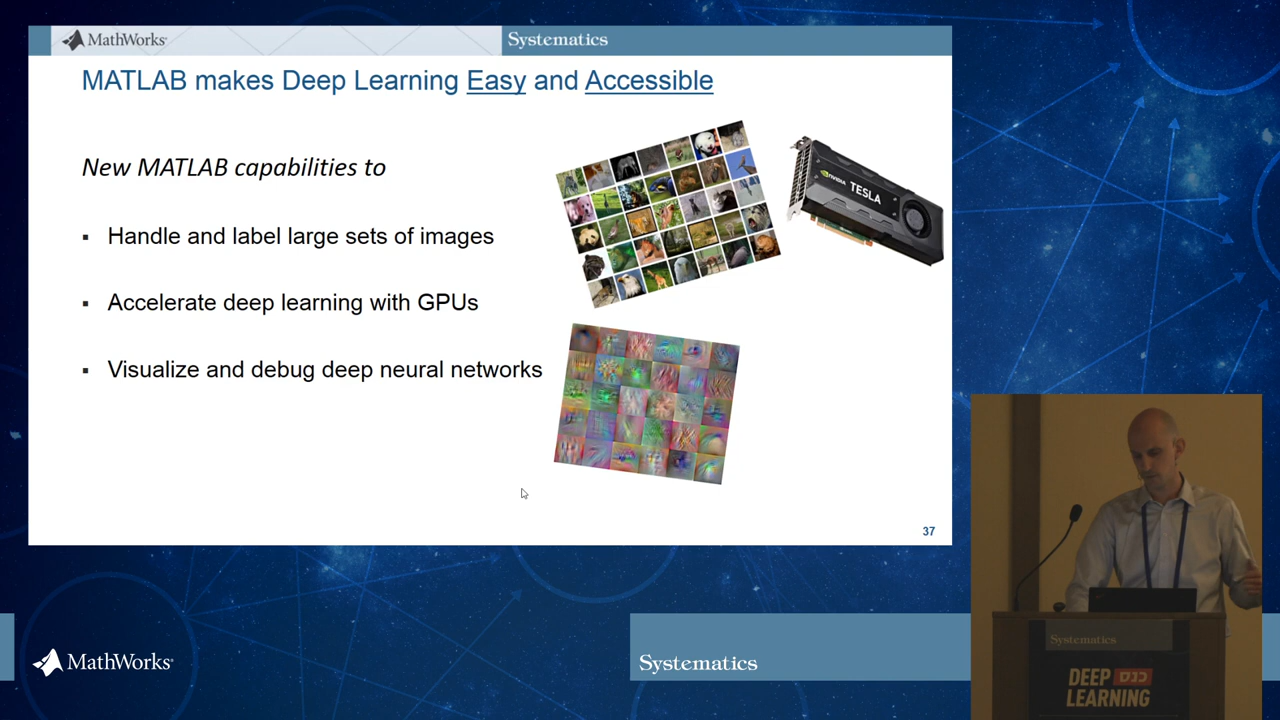 MathWorks®
Systematics
MATLAB makes Deep Learning Easy and Accessible
New MATLAB capabilities to
▪ Handle and label large sets of images
▪ Accelerate deep learning with GPUs
▪ Visualize and debug deep neural networks
NVIDIA TESLA
37
MathWorks®
Systematics
Systematics
DEEP כנס
LEARNING